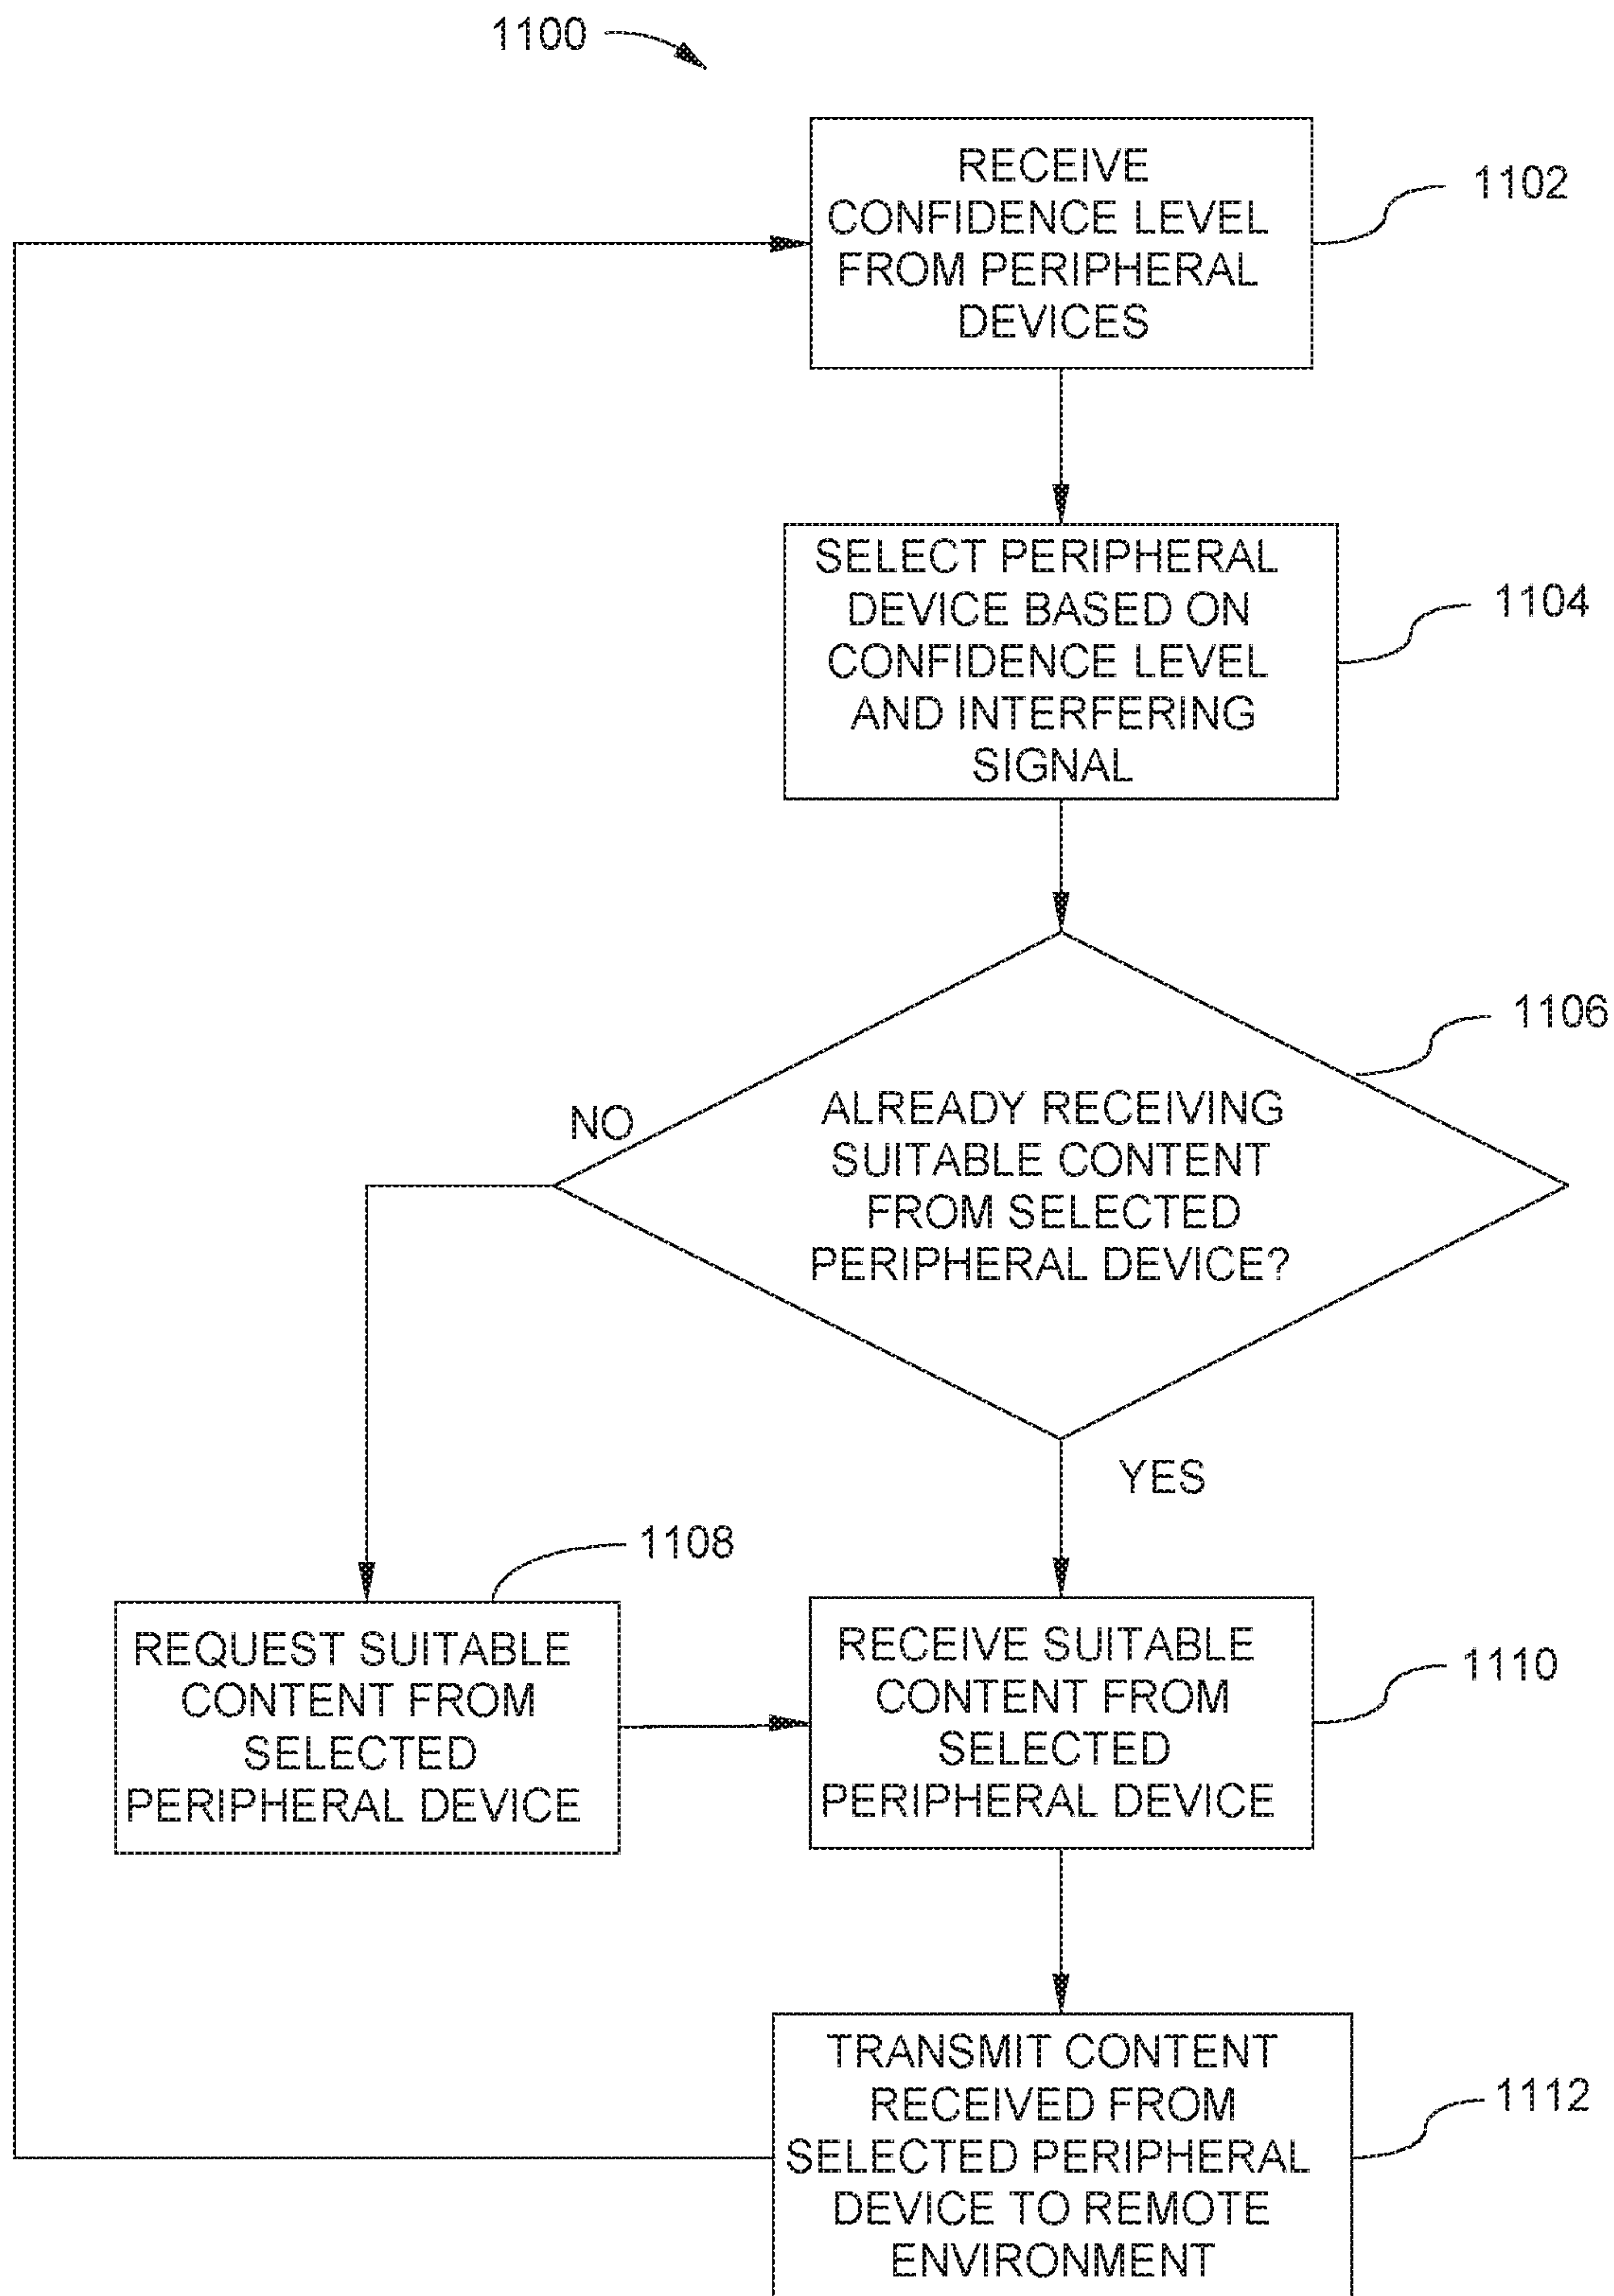 1100
RECEIVE
CONFIDENCE LEVEL
FROM PERIPHERAL
DEVICES
1102
SELECT PERIPHERAL
DEVICE BASED ON
CONFIDENCE LEVEL
AND INTERFERING
SIGNAL
1104
1106
ALREADY RECEIVING
SUITABLE CONTENT
FROM SELECTED
PERIPHERAL DEVICE?
NO
YES
1108
REQUEST SUITABLE
CONTENT FROM
SELECTED
PERIPHERAL DEVICE
RECEIVE SUITABLE
CONTENT FROM
SELECTED
PERIPHERAL DEVICE
1110
TRANSMIT CONTENT
RECEIVED FROM
SELECTED PERIPHERAL
DEVICE TO REMOTE
ENVIRONMENT
1112